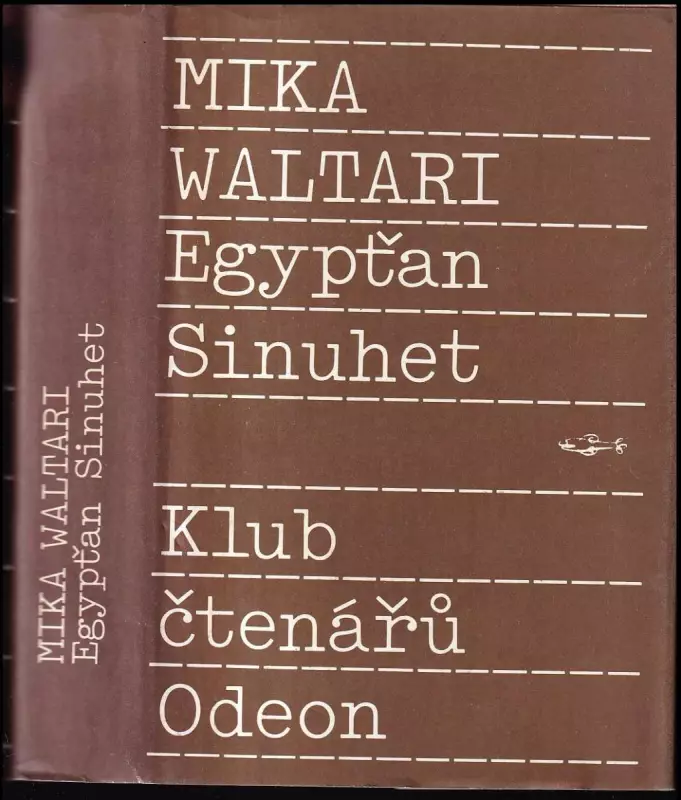 MIKA
WALTARI
Egypťan
Sinuhet
Klub
čtenářů
Odeon
MIKA WALTARI
Egypťan Sinuhet